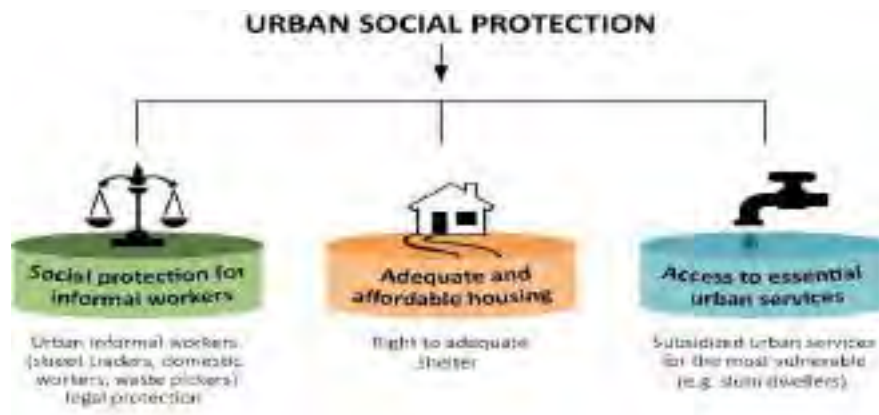 URBAN SOCIAL PROTECTION
Social protection for
informal workers
Adequate and
affordable housing
Access to essential
urban services
Urban informal workers
(street traders, domestic
workers, waste pickers)
legal protection
Right to adequate
shelter
Subsidized urban services
for the most vulnerable
(e.g. slum dwellers)